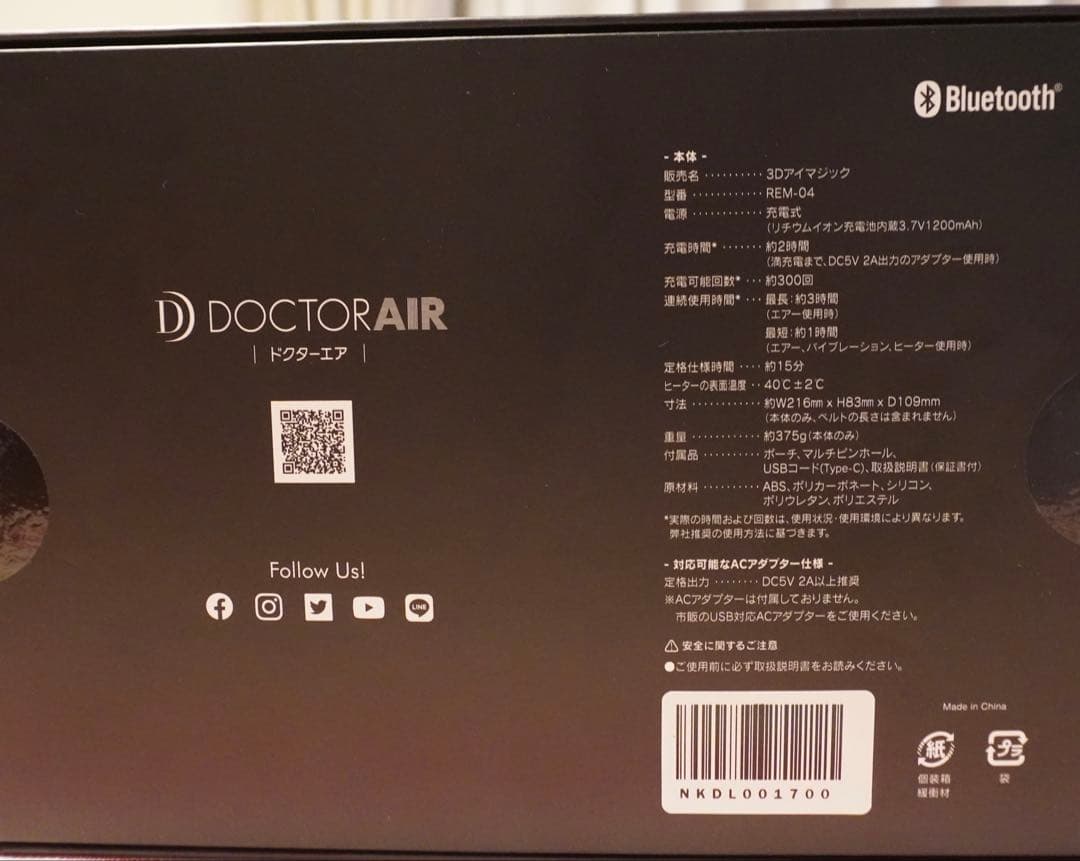 Bluetooth®
- 本体 -
販売名 ・・・・・・・・・・ 3Dアイマジック
型番 ・・・・・・・・・・・・ REM-04
電源 ・・・・・・・・・・・・ 充電式
(リチウムイオン充電池内蔵3.7V1200mAh)
充電時間* ・・・・・・・ 約2時間
(満充電まで、DC5V 2A出力のアダプター使用時)
充電可能回数* ・・・ 約300回
連続使用時間* ・・・ 最長:約3時間
(エアー使用時)
最短:約1時間
(エアー、バイブレーション、ヒーター使用時)
定格仕様時間 ・・・・ 約15分
ヒーターの表面温度 ・・ 40℃±2℃
寸法 ・・・・・・・・・・・・ 約W216㎜ x H83㎜ x D109mm
(本体のみ、ベルトの長さは含まれません)
重量 ・・・・・・・・・・・・ 約375g(本体のみ)
付属品 ・・・・・・・・・・ ポーチ、マルチピンホール、
USBコード(Type-C)、取扱説明書(保証書付)
原材料 ・・・・・・・・・・ ABS、ポリカーボネート、シリコン、
ポリウレタン、ポリエステル
*実際の時間および回数は、使用状況・使用環境により異なります。
弊社推奨の使用方法に基づきます。
- 対応可能なACアダプター仕様 -
定格出力 ・・・・・・・・ DC5V 2A以上推奨
※ACアダプターは付属しておりません。
市販のUSB対応ACアダプターをご使用ください。
⚠安全に関するご注意
●ご使用前に必ず取扱説明書をお読みください。
DOCTORAIR
| ドクターエア |
Follow Us!
LINE
NKDL001700
Made in China
紙
個装箱
緩衝材
プラ
袋